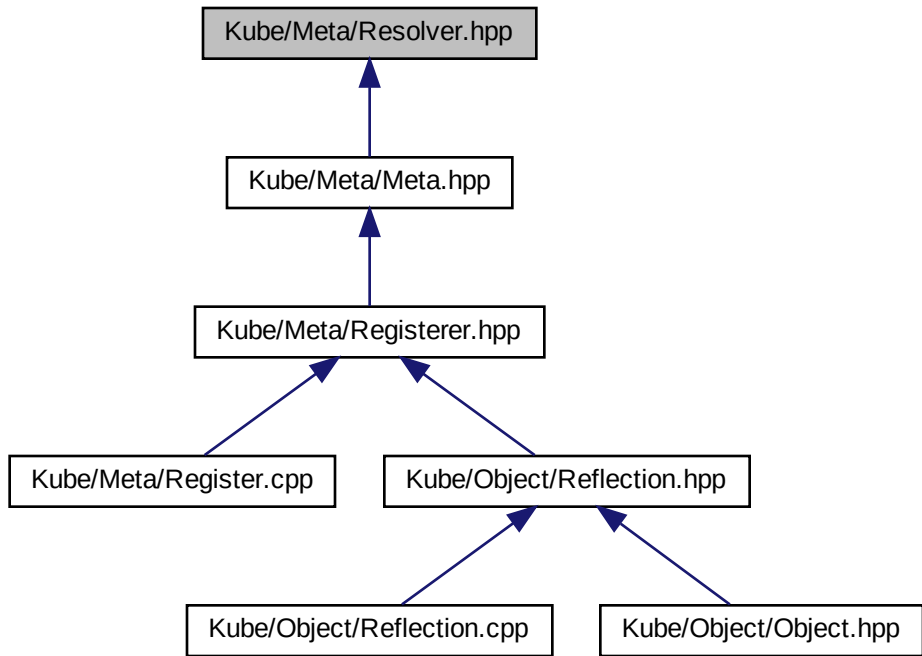 Kube/Meta/Resolver.hpp
Kube/Meta/Meta.hpp
Kube/Meta/Registerer.hpp
Kube/Meta/Register.cpp
Kube/Object/Reflection.hpp
Kube/Object/Reflection.cpp
Kube/Object/Object.hpp